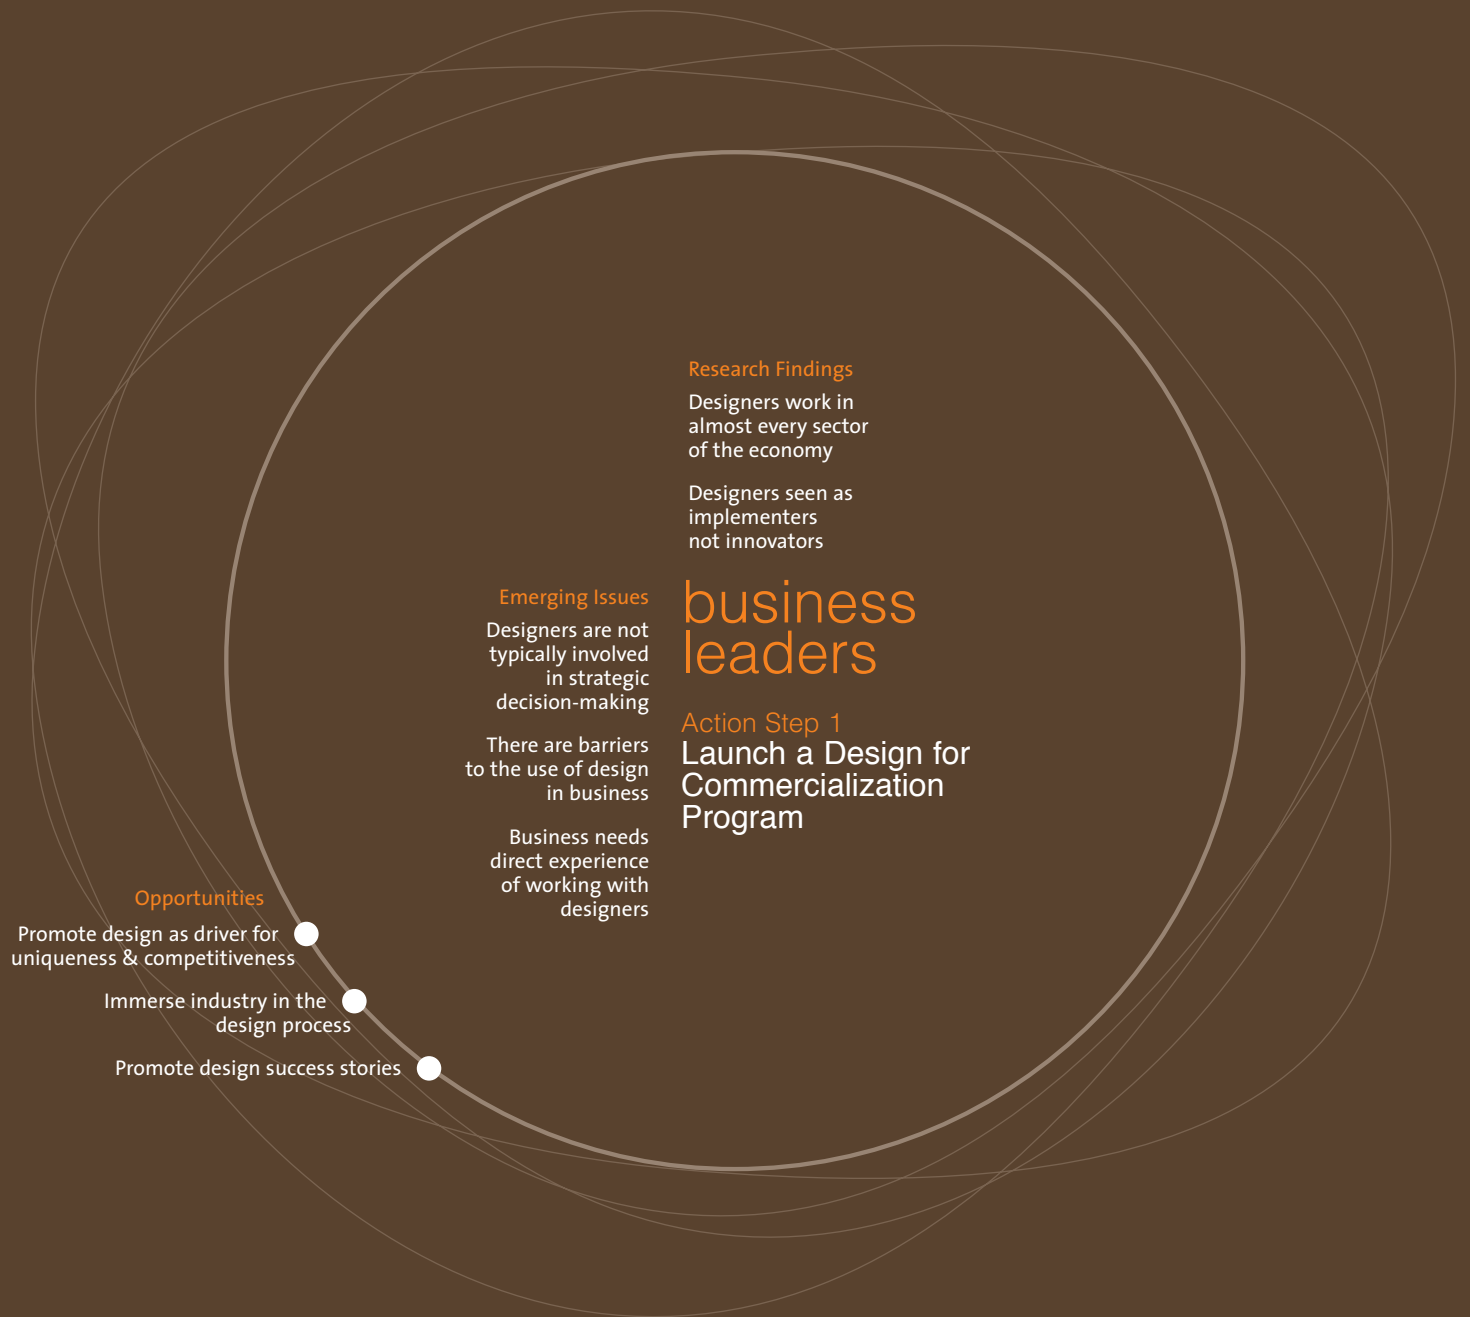 Research Findings
Designers work in
almost every sector
of the economy
Designers seen as
implementers
not innovators
business
leaders
Action Step 1
Launch a Design for
Commercialization
Program
Emerging Issues
Designers are not
typically involved
in strategic
decision-making
There are barriers
to the use of design
in business
Business needs
direct experience
of working with
designers
Opportunities
Promote design as driver for
uniqueness & competitiveness
Immerse industry in the
design process
Promote design success stories